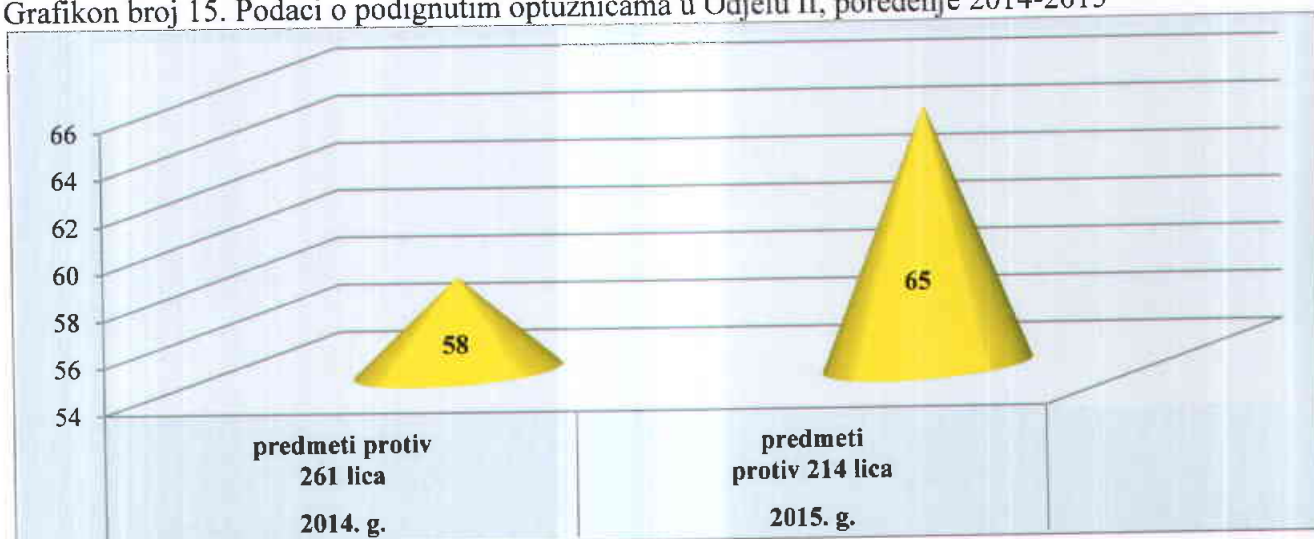 Grafikon broj 15. Podaci o podignutim optužnicama u Odjelu II, poređenje 2014-2015
66
64
62
60
58
56
54
58
65
predmeti protiv
261 lica
2014. g.
predmeti
protiv 214 lica
2015. g.